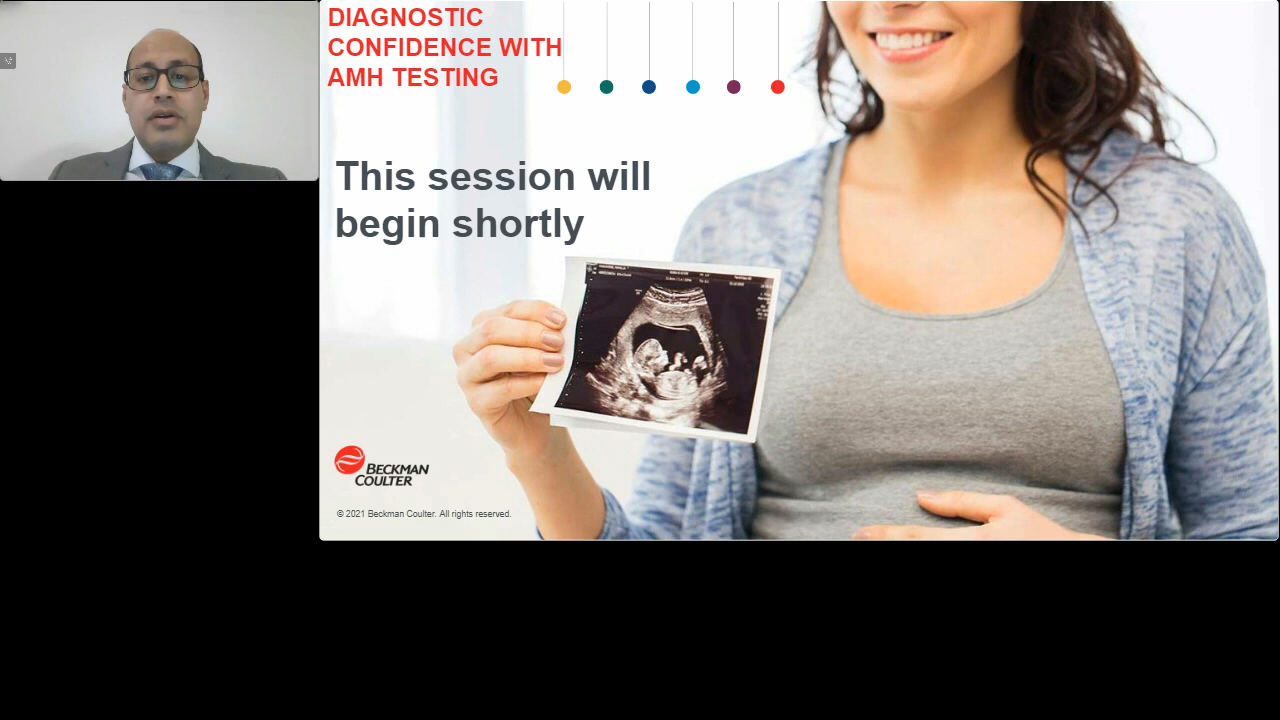 DIAGNOSTIC
CONFIDENCE WITH
AMH TESTING
This session will
begin shortly
BECKMAN
COULTER
© 2021 Beckman Coulter. All rights reserved.